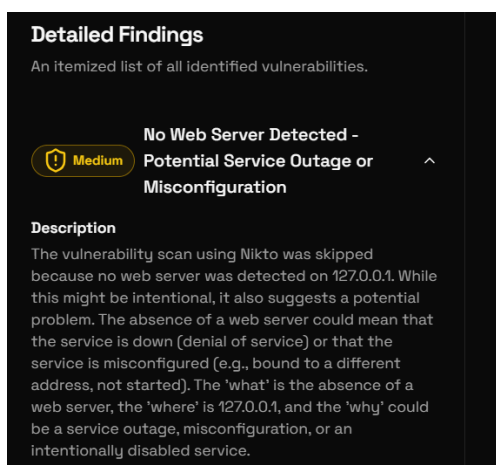 Detailed Findings
An itemized list of all identified vulnerabilities.
Medium
No Web Server Detected -
Potential Service Outage or
Misconfiguration
Description
The vulnerability scan using Nikto was skipped
because no web server was detected on 127.0.0.1. While
this might be intentional, it also suggests a potential
problem. The absence of a web server could mean that
the service is down (denial of service) or that the
service is misconfigured (e.g., bound to a different
address, not started). The 'what' is the absence of a
web server, the 'where' is 127.0.0.1, and the 'why' could
be a service outage, misconfiguration, or an
intentionally disabled service.